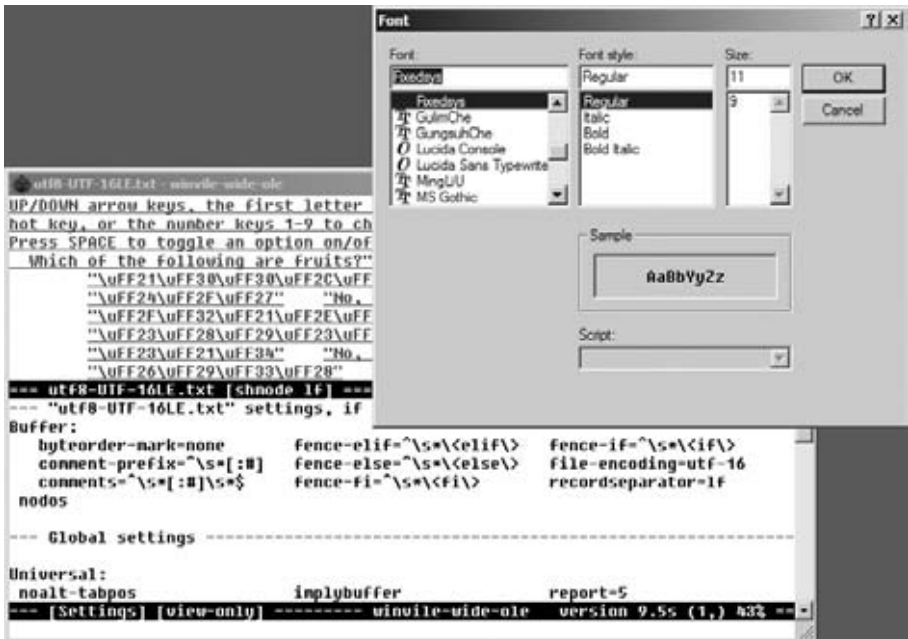 Font
Font:
Font style:
Size:
Fixedsys
Regular
11
OK
Cancel
Fixedsys
GulimChe
GungsuhChe
Lucida Console
Lucida Sans Typewrite
MingLiU
MS Gothic
Regular
Italic
Bold
Bold Italic
9
Sample
AaBbYyZz
Script:
utf8-UTF-16LE.txt - winvile-wide-ole
UP/DOWN arrow keys, the first letter
hot key, or the number keys 1-9 to ch
Press SPACE to toggle an option on/of
Which of the following are fruits?"
"\uFF21\uFF30\uFF30\uFF2C\uFF
"\uFF24\uFF2F\uFF27" "No,
"\uFF2F\uFF32\uFF21\uFF2E\uFF
"\uFF23\uFF28\uFF29\uFF23\uFF
"\uFF23\uFF21\uFF34" "No,
"\uFF26\uFF29\uFF33\uFF28"
--- utf8-UTF-16LE.txt [shmode lf] ---
--- "utf8-UTF-16LE.txt" settings, if
Buffer:
byteorder-mark=none fence-elif=^\s*\<elif\> fence-if=^\s*\<if\>
comment-prefix=^\s*[:#] fence-else=^\s*\<else\> file-encoding=utf-16
comments=^\s*[:#]\s*$ fence-fi=^\s*\<fi\> recordseparator=lf
nodos
--- Global settings ---------------------------------------------------------
Universal:
noalt-tabpos implybuffer report=5
--- [Settings] [view-only] --------- winvile-wide-ole version 9.5s (1,) 43% --